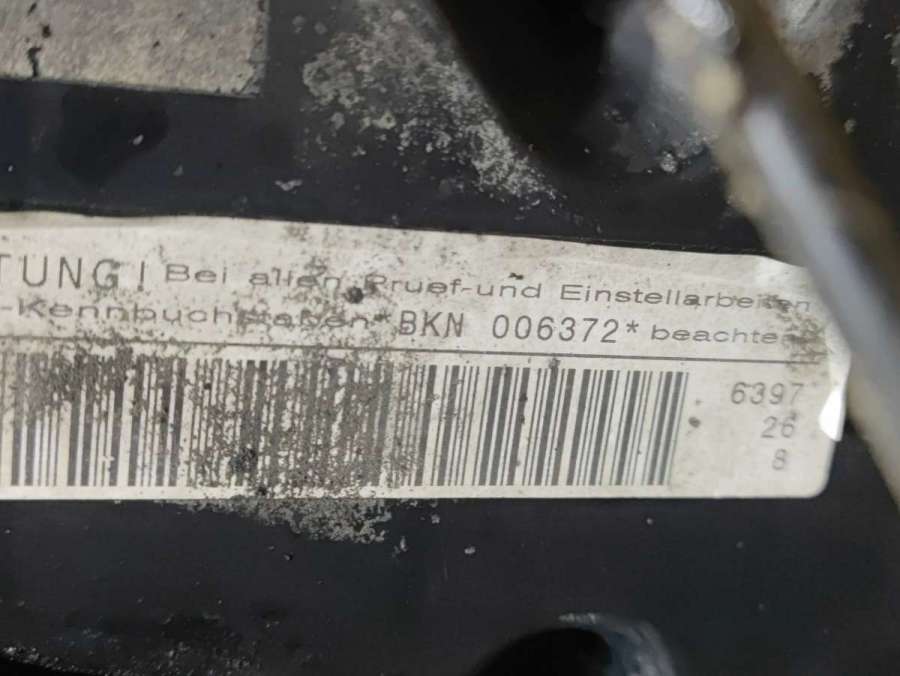 TUNG! Bei allen Pruef-und Einstellarbeiten
-Kennbuchstaben*BKN 006372* beachten
6397
26
8